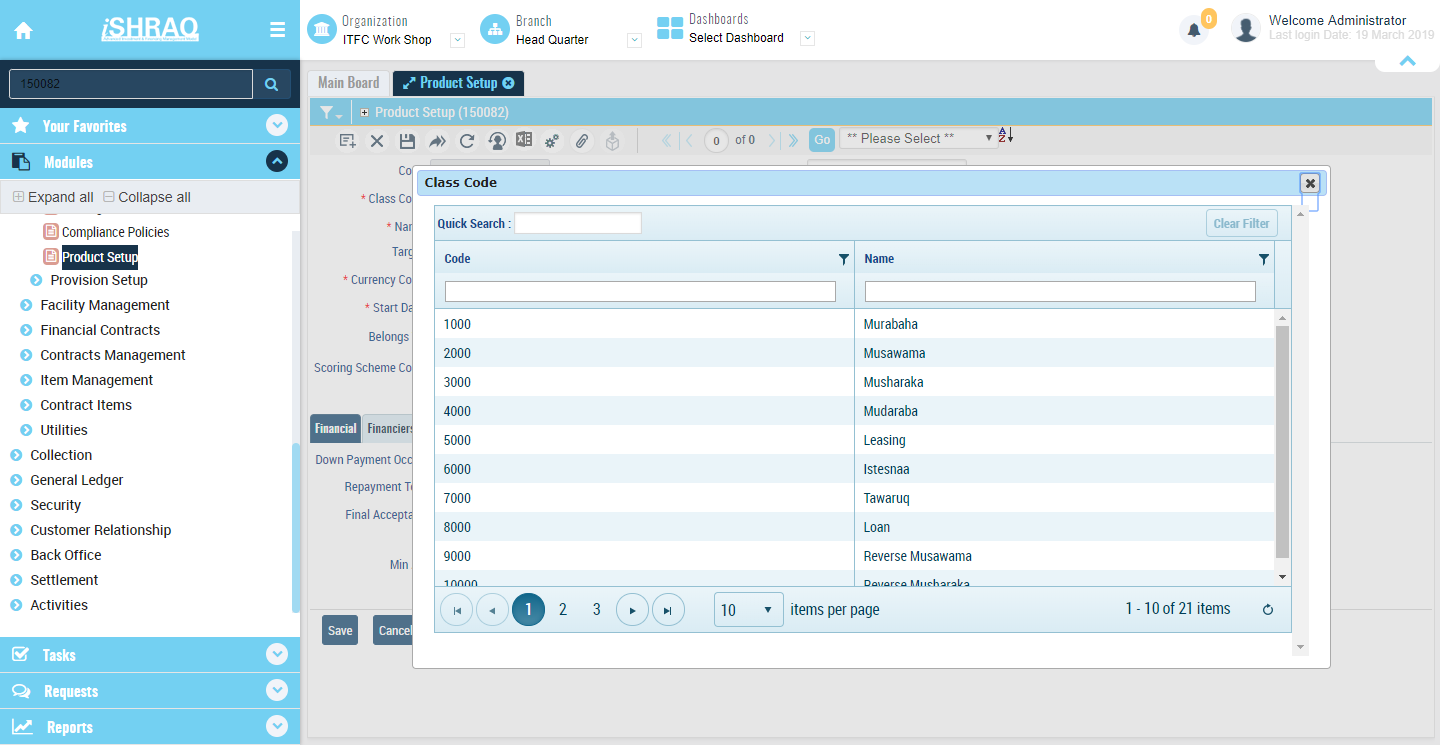 iSHRAQ
Organization
ITFC Work Shop
Branch
Head Quarter
Dashboards
Select Dashboard
0
Welcome Administrator
Last login Date: 19 March 2019
150082
Your Favorites
Modules
Expand all
Collapse all
Compliance Policies
Product Setup
Provision Setup
Facility Management
Financial Contracts
Contracts Management
Item Management
Contract Items
Utilities
Collection
General Ledger
Security
Customer Relationship
Back Office
Settlement
Activities
Tasks
Requests
Reports
Main Board
Product Setup
Product Setup (150082)
0
of 0
Go
** Please Select **
Co
* Class Co
* Nar
Targ
* Currency Co
* Start Da
Belongs
Scoring Scheme Co
Financial
Financiers
Down Payment Occ
Repayment Te
Final Accepta
Min
Save
Cancel
Class Code
Quick Search :
Clear Filter
Code
Name
1000
Murabaha
2000
Musawama
3000
Musharaka
4000
Mudaraba
5000
Leasing
6000
Istesnaa
7000
Tawaruq
8000
Loan
9000
Reverse Musawama
10000
Reverse Musharaka
1
2
3
10
items per page
1 - 10 of 21 items